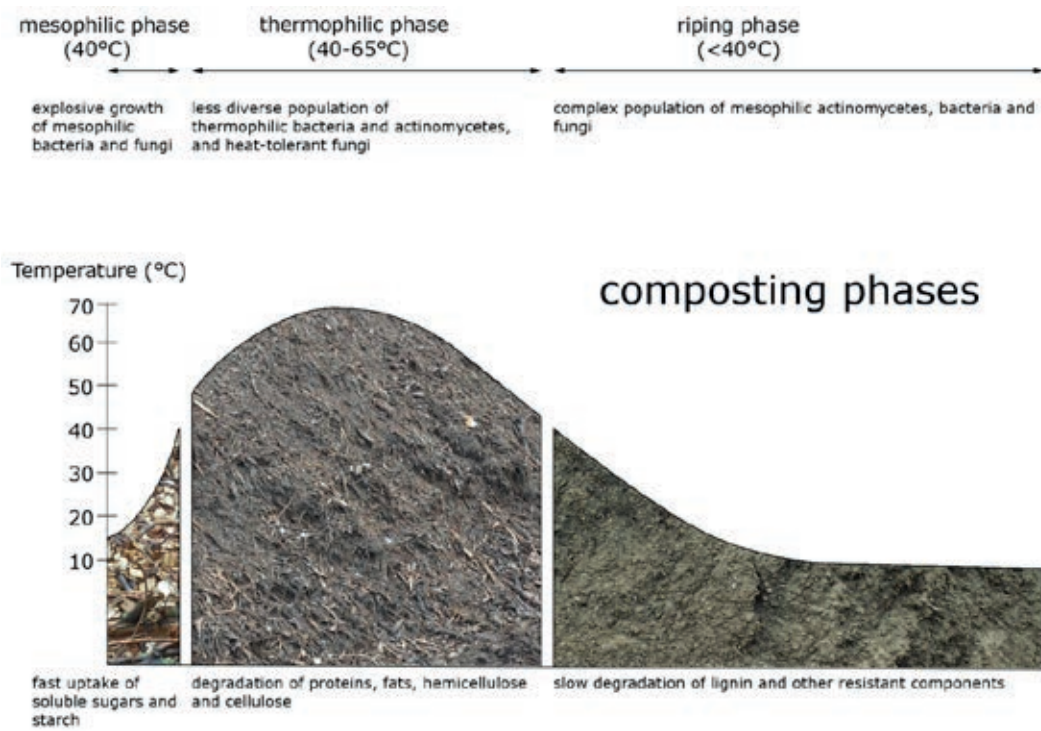 mesophilic phase
(40°C)
thermophilic phase
(40-65°C)
riping phase
(<40°C)
explosive growth
of mesophilic
bacteria and fungi
less diverse population of
thermophilic bacteria and actinomycetes,
and heat-tolerant fungi
complex population of mesophilic actinomycetes, bacteria and
fungi
Temperature (°C)
composting phases
70
60
50
40
30
20
10
fast uptake of
soluble sugars and
starch
degradation of proteins, fats, hemicellulose
and cellulose
slow degradation of lignin and other resistant components